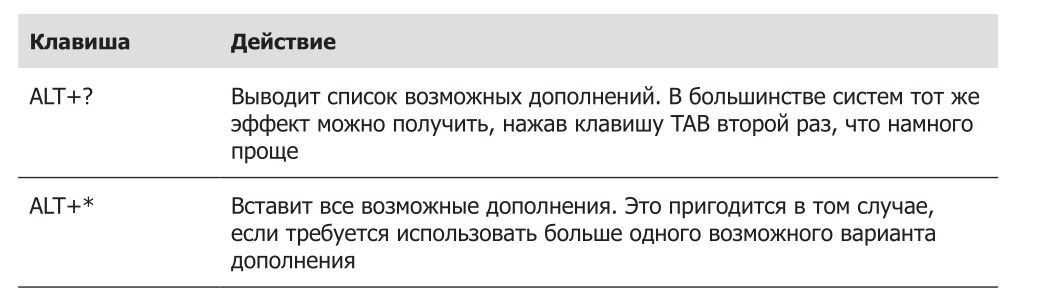 Клавиша Действие
ALT+? Выводит список возможных дополнений. В большинстве систем тот же
эффект можно получить, нажав клавишу TAB второй раз, что намного
проще
ALT+* Вставит все возможные дополнения. Это пригодится в том случае,
если требуется использовать больше одного возможного варианта
дополнения